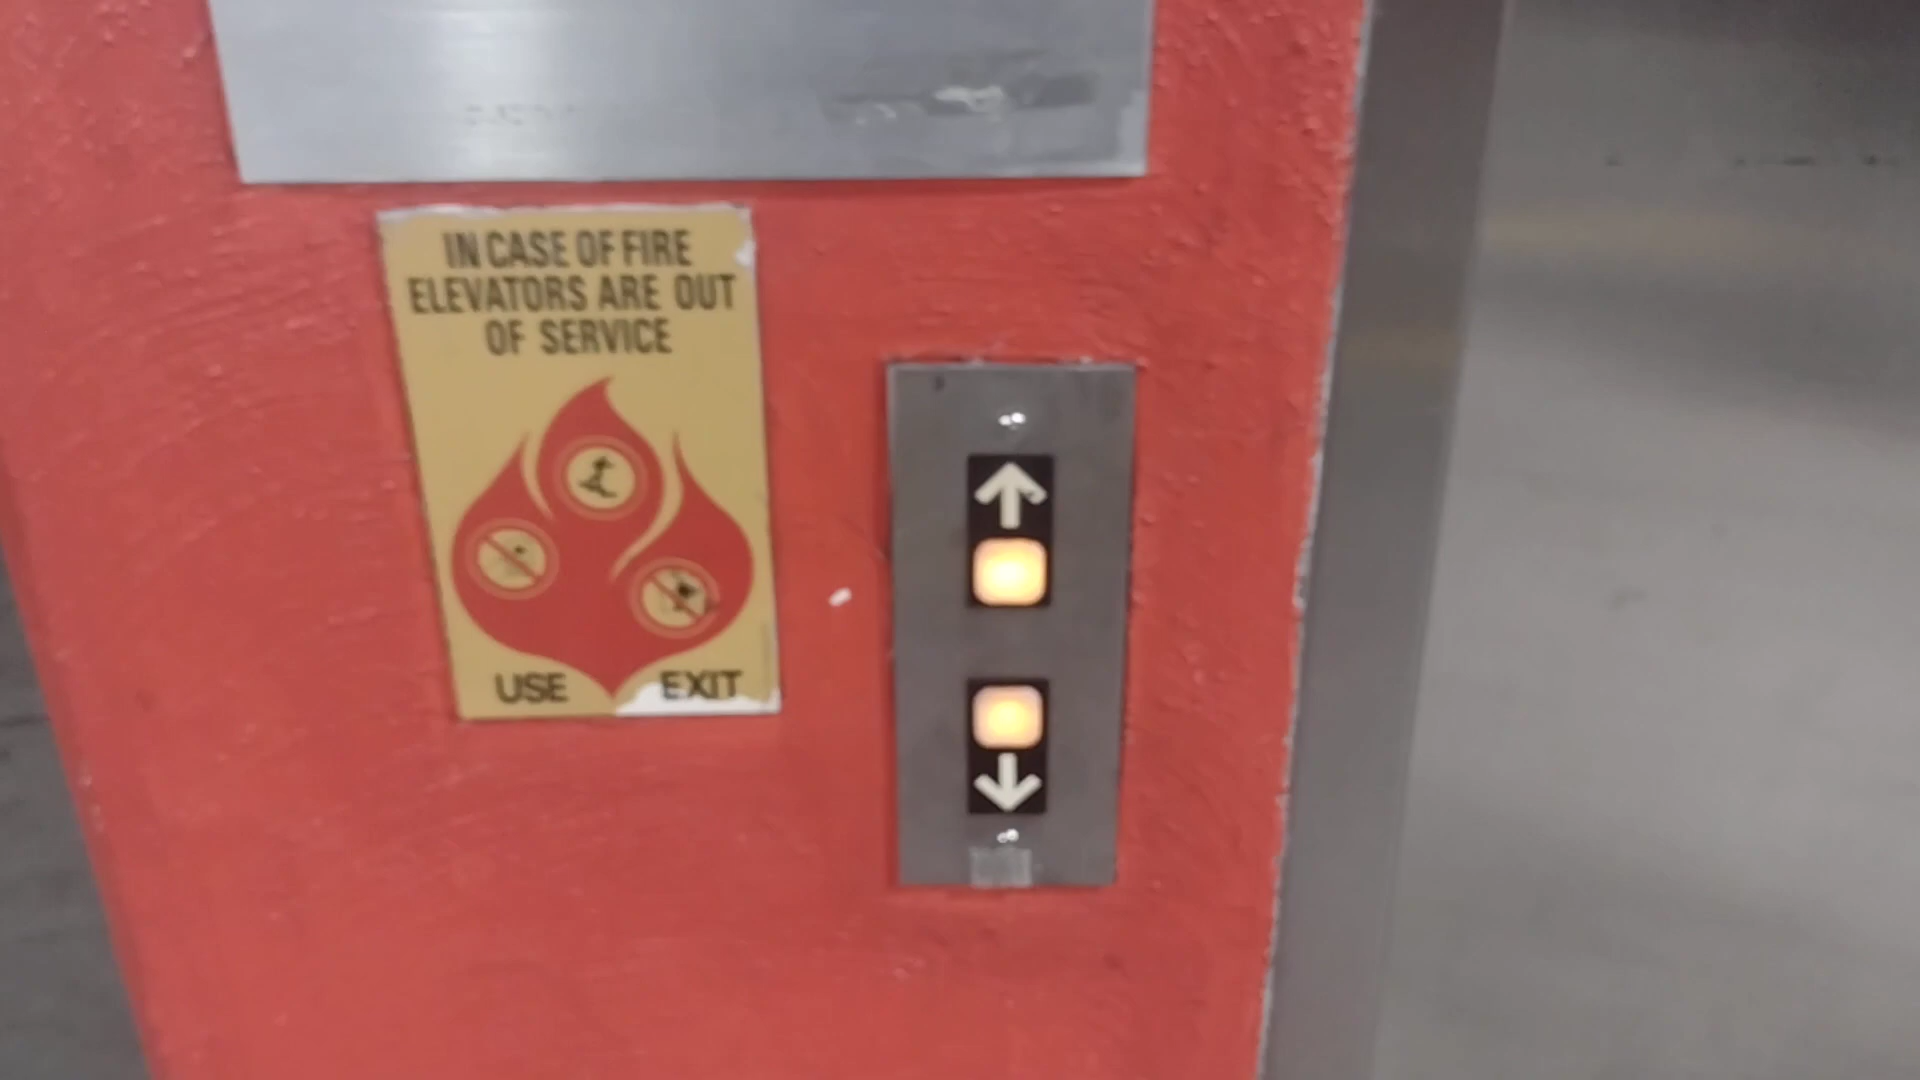 IN CASE OF FIRE
ELEVATORS ARE OUT
OF SERVICE
USE EXIT